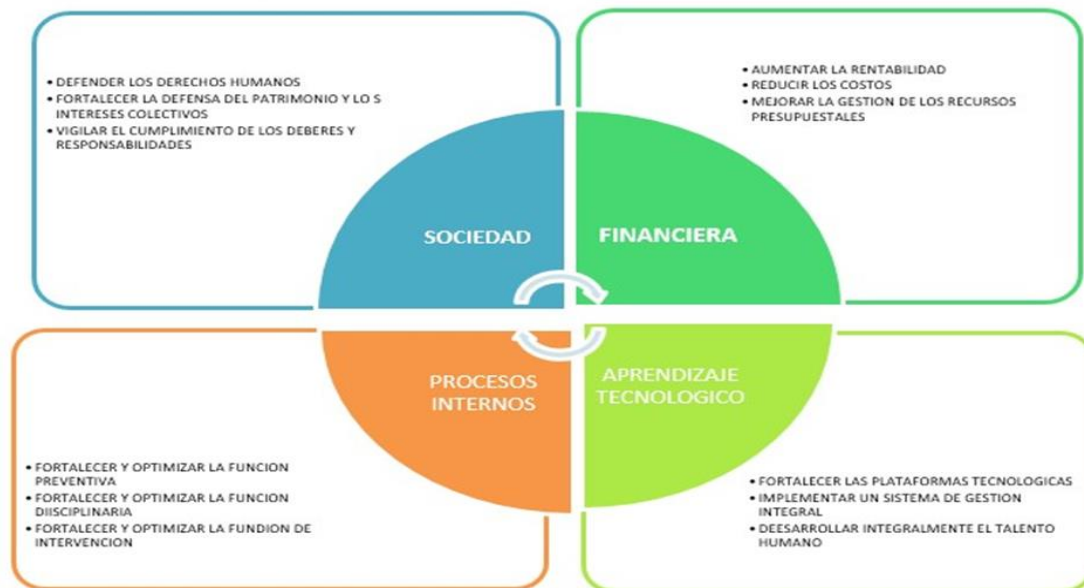 • DEFENDER LOS DERECHOS HUMANOS
• FORTALECER LA DEFENSA DEL PATRIMONIO Y LO S
INTERESES COLECTIVOS
• VIGILAR EL CUMPLIMIENTO DE LOS DEBERES Y
RESPONSABILIDADES
• AUMENTAR LA RENTABILIDAD
• REDUCIR LOS COSTOS
• MEJORAR LA GESTION DE LOS RECURSOS
PRESUPUESTALES
SOCIEDAD
FINANCIERA
PROCESOS
INTERNOS
APRENDIZAJE
TECNOLOGICO
• FORTALECER Y OPTIMIZAR LA FUNCION
PREVENTIVA
• FORTALECER Y OPTIMIZAR LA FUNCION
DIISCIPLINARIA
• FORTALECER Y OPTIMIZAR LA FUNDION DE
INTERVENCION
• FORTALECER LAS PLATAFORMAS TECNOLOGICAS
• IMPLEMENTAR UN SISTEMA DE GESTION
INTEGRAL
• DEESARROLLAR INTEGRALMENTE EL TALENTO
HUMANO